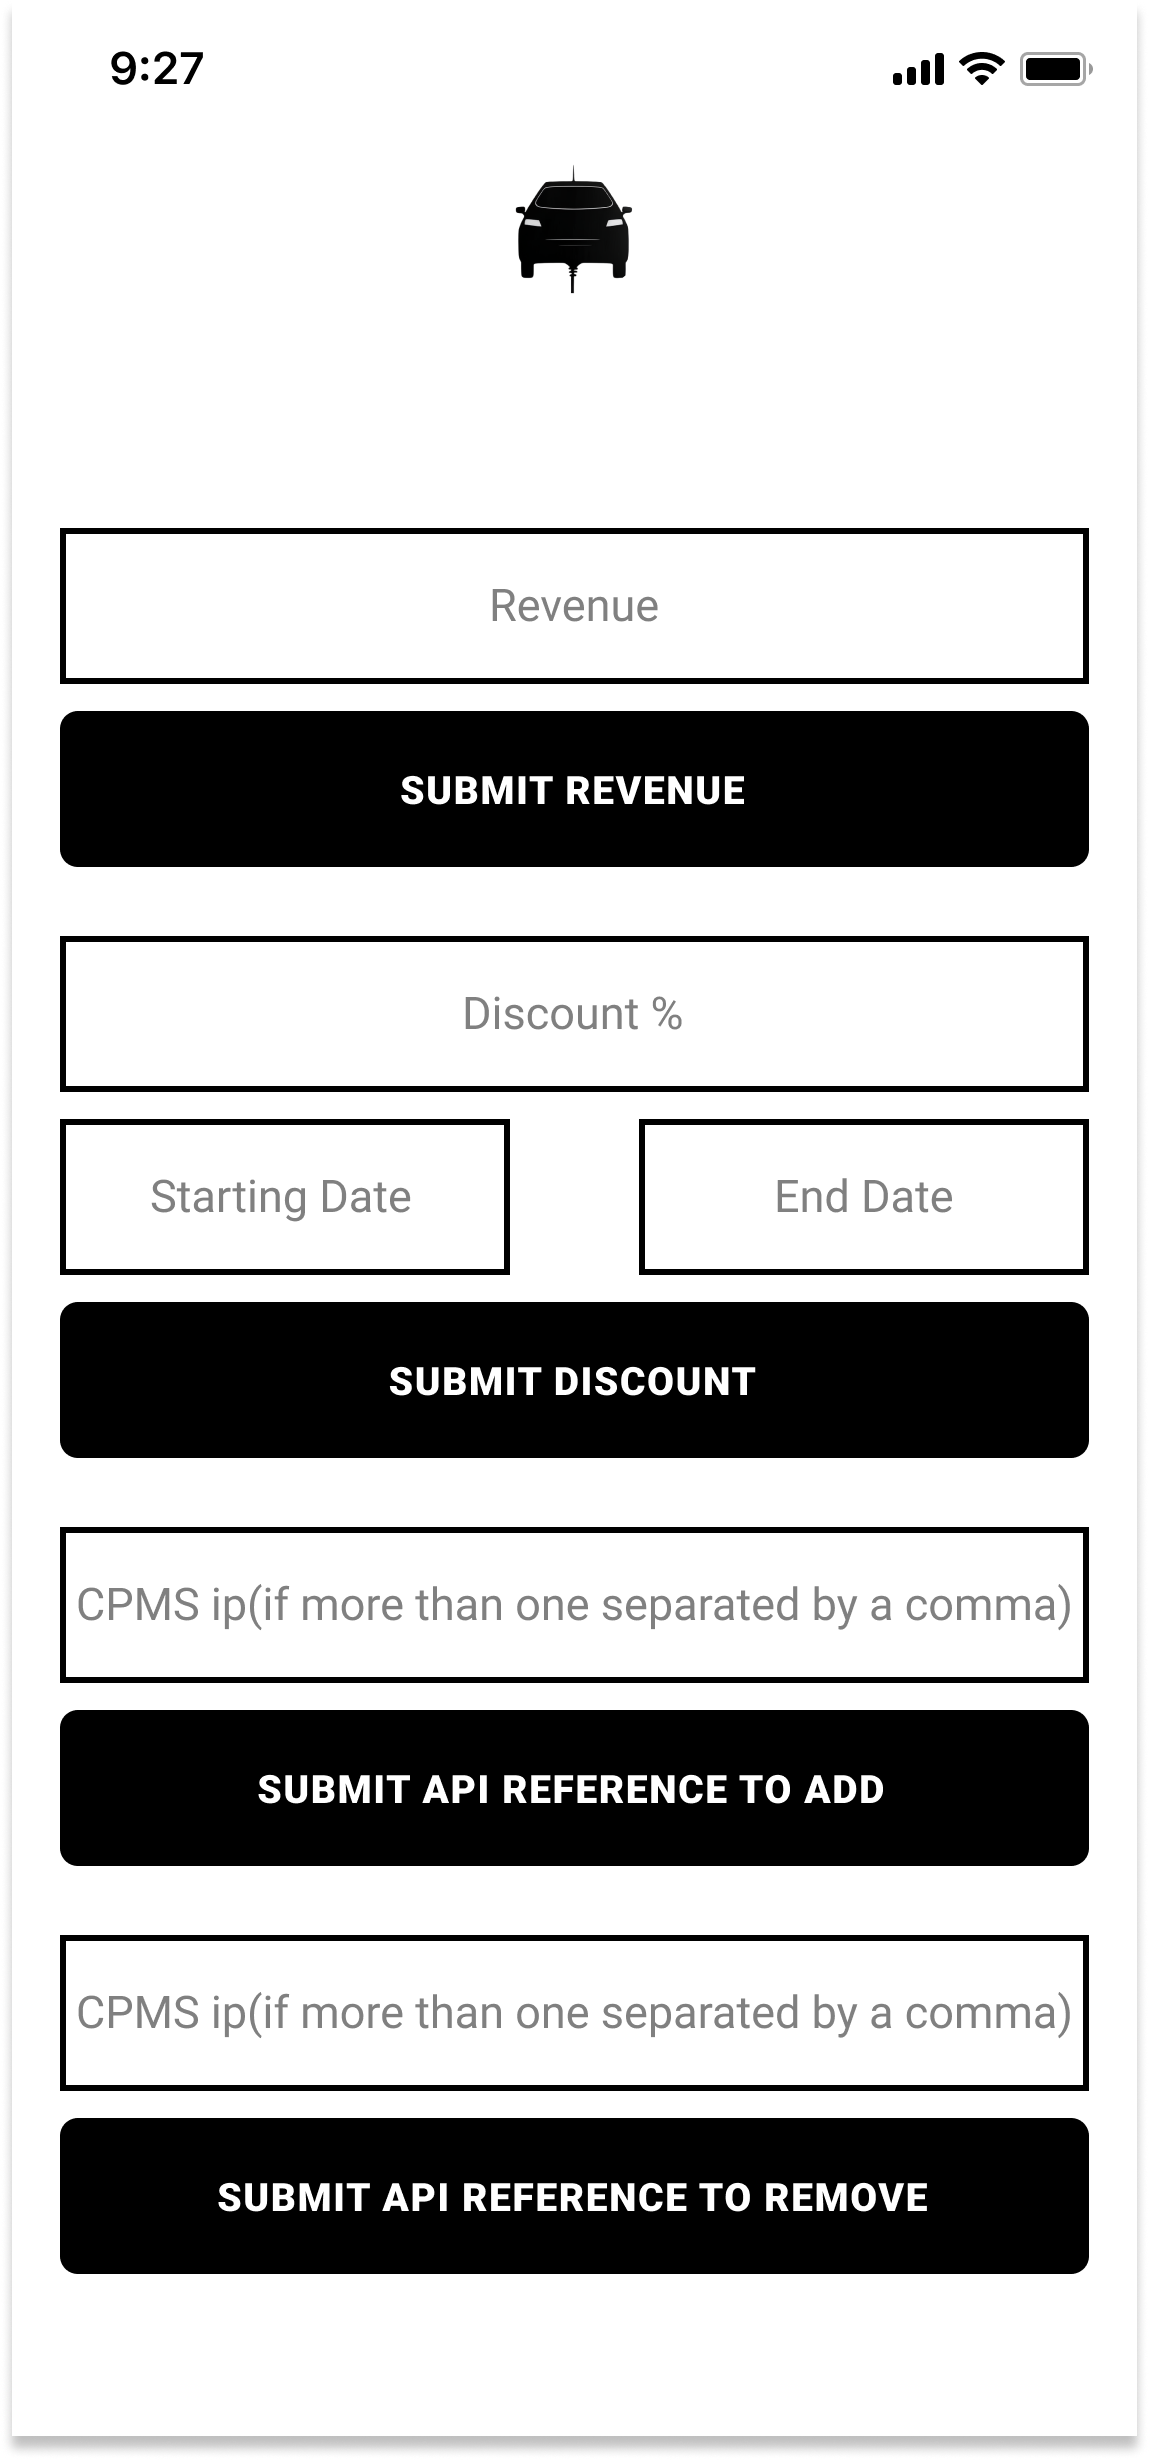 9:27
Revenue
SUBMIT REVENUE
Discount %
Starting Date
End Date
SUBMIT DISCOUNT
CPMS ip(if more than one separated by a comma)
SUBMIT API REFERENCE TO ADD
CPMS ip(if more than one separated by a comma)
SUBMIT API REFERENCE TO REMOVE